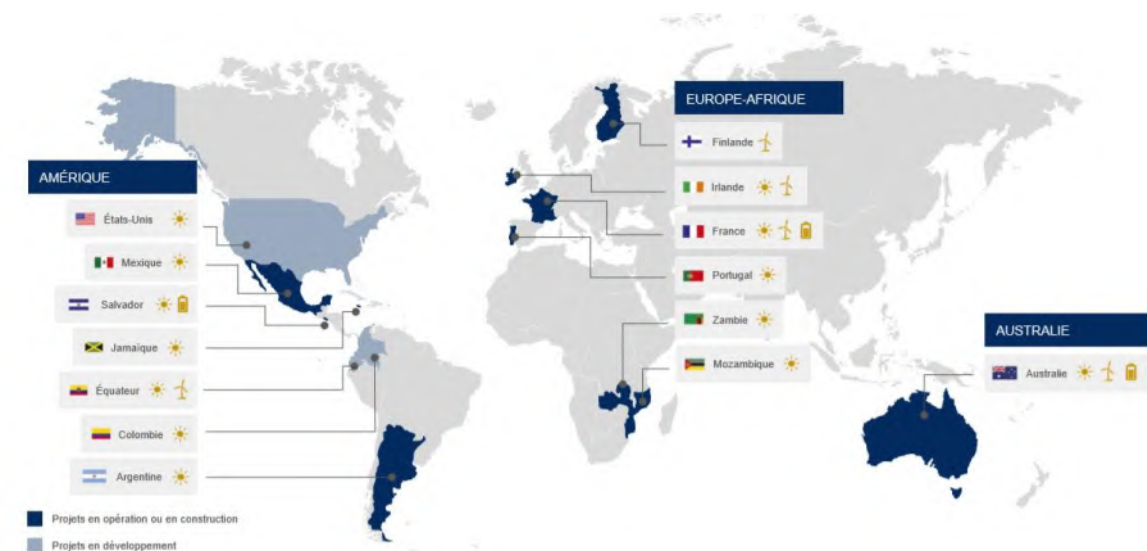 AMÉRIQUE
États-Unis
Mexique
Salvador
Jamaïque
Équateur
Colombie
Argentine
Projets en opération ou en construction
Projets en développement
EUROPE-AFRIQUE
Finlande
Irlande
France
Portugal
Zambie
Mozambique
AUSTRALIE
Australie